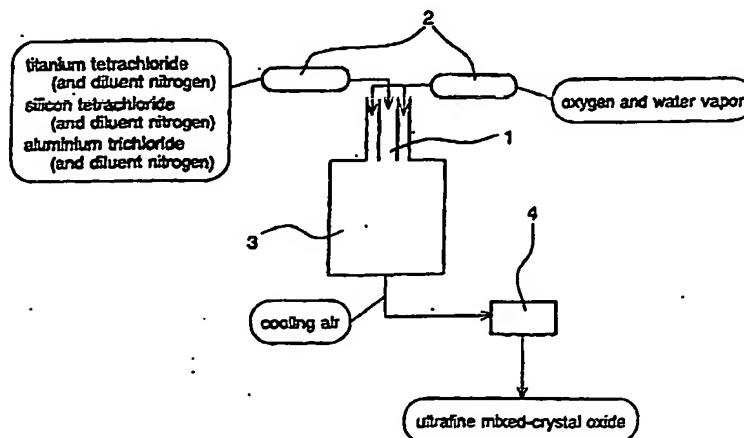 2
titanium tetrachloride
(and diluent nitrogen)
silicon tetrachloride
(and diluent nitrogen)
aluminium trichloride
(and diluent nitrogen)
oxygen and water vapor
1
3
4
cooling air
ultrafine mixed-crystal oxide